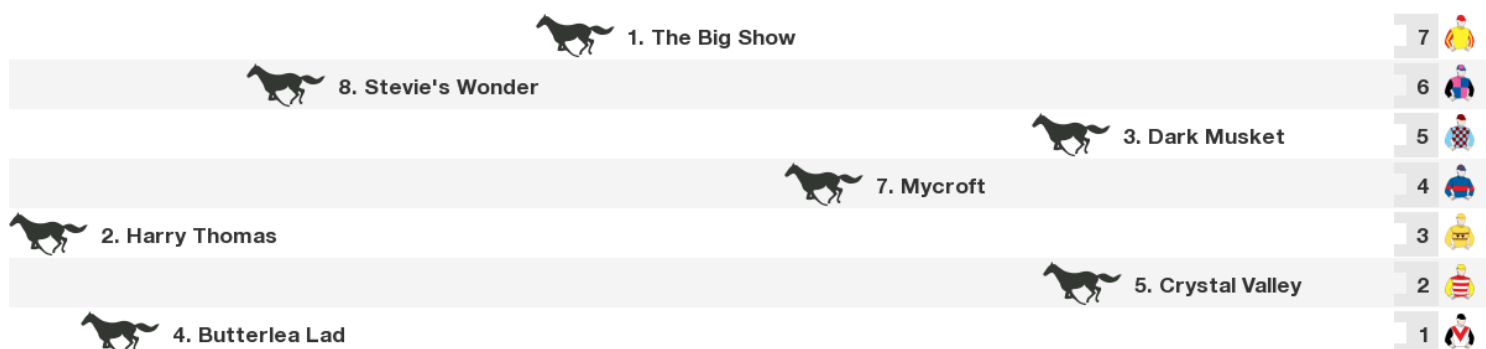 1. The Big Show 7
8. Stevie's Wonder 6
3. Dark Musket 5
7. Mycroft 4
2. Harry Thomas 3
5. Crystal Valley 2
4. Butterlea Lad 1